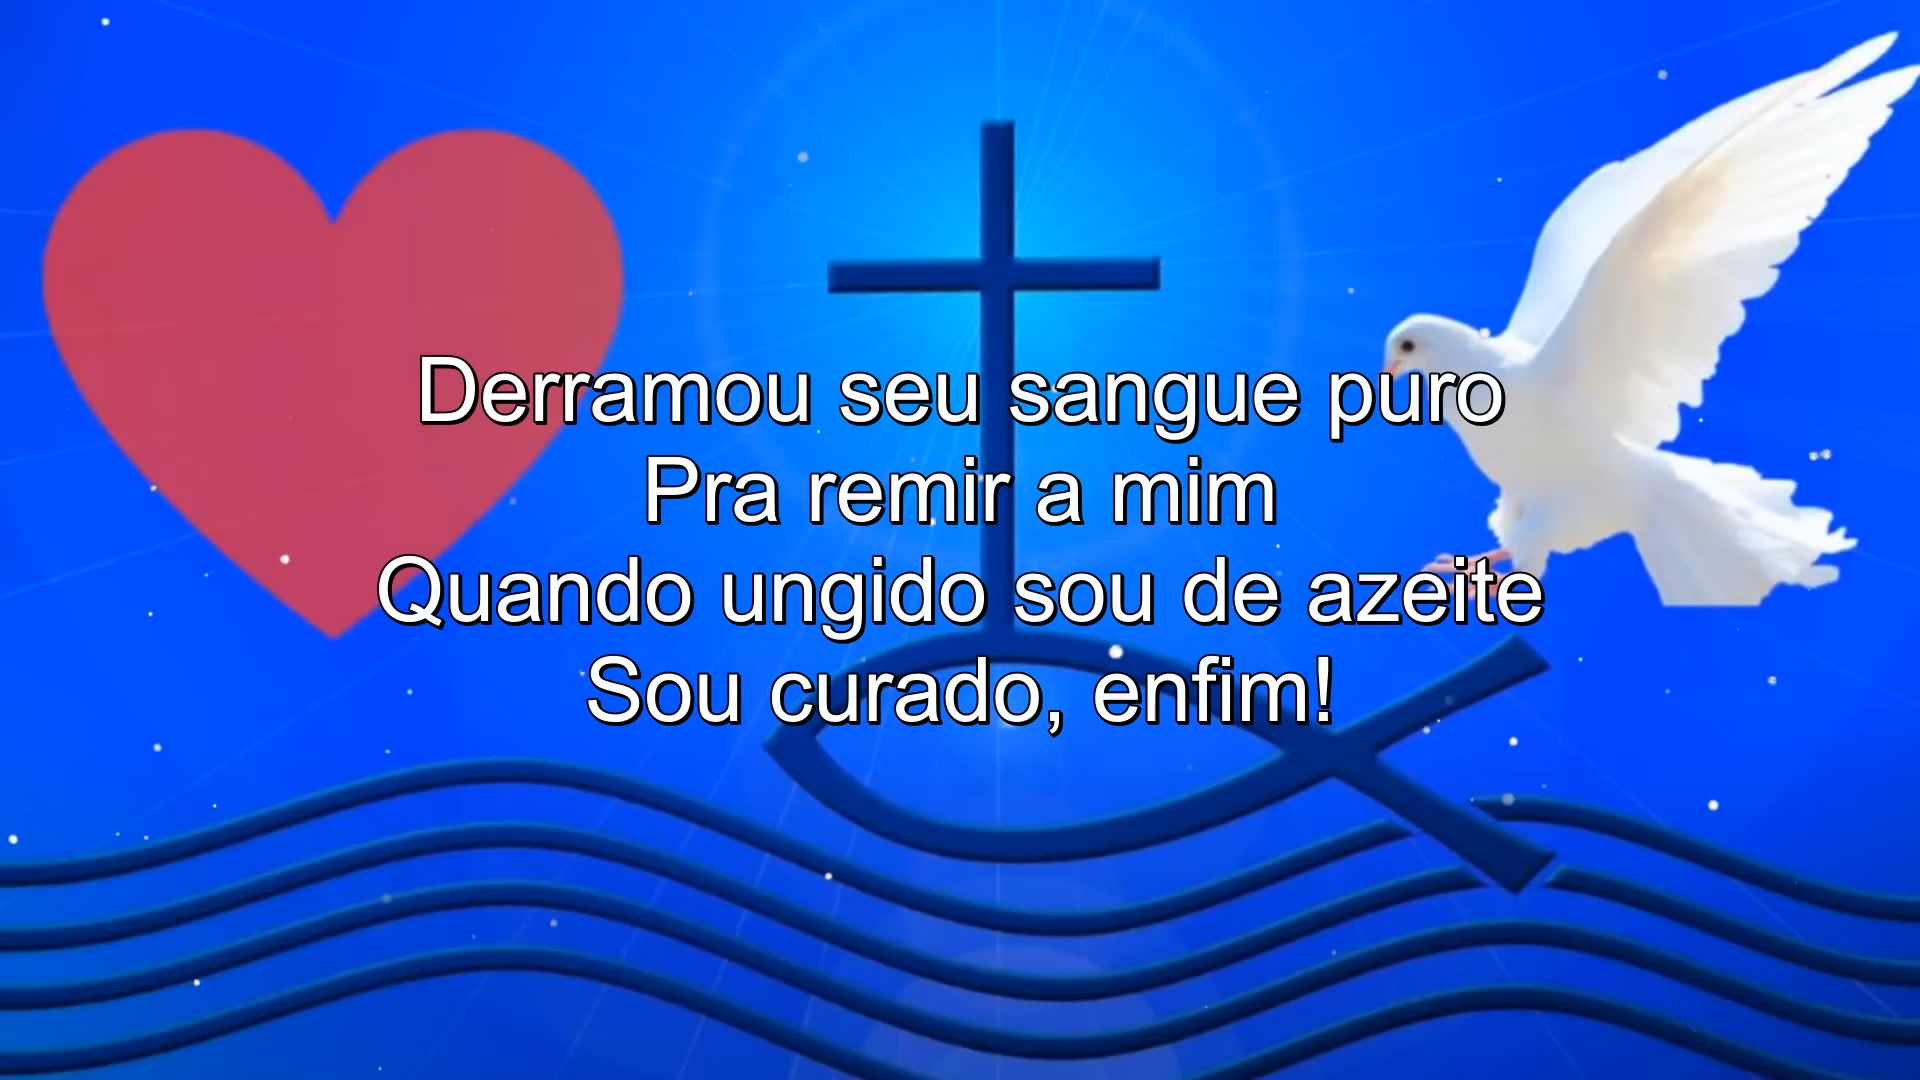 Derramou seu sangue puro
Pra remir a mim
Quando ungido sou de azeite
Sou curado, enfim!